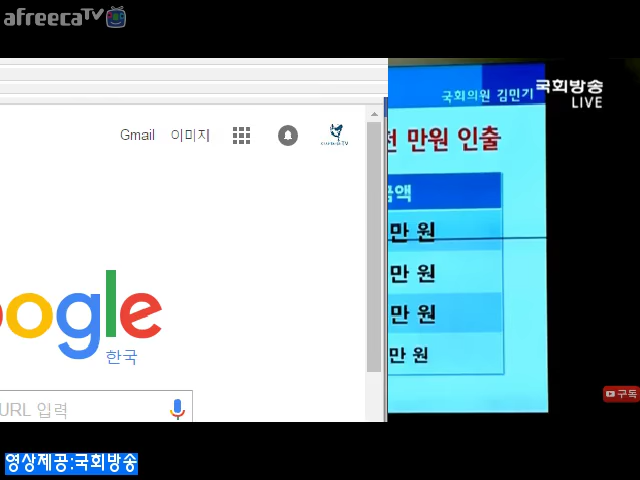 afreecaTV
국회의원 김민기
국회방송
LIVE
Gmail 이미지
만원 인출
액
만 원
만 원
만 원
만 원
oogle
한국
URL 입력
구독
영상제공:국회방송